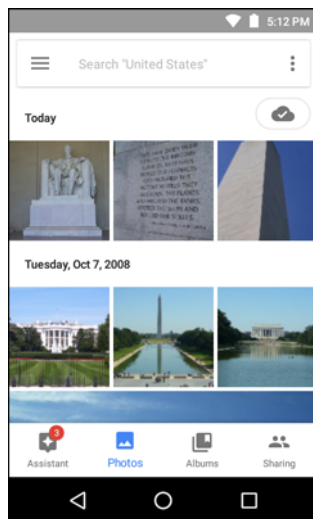 5:12 PM
Search "United States"
Today
Tuesday, Oct 7, 2008
3
Assistant
Photos
Albums
Sharing